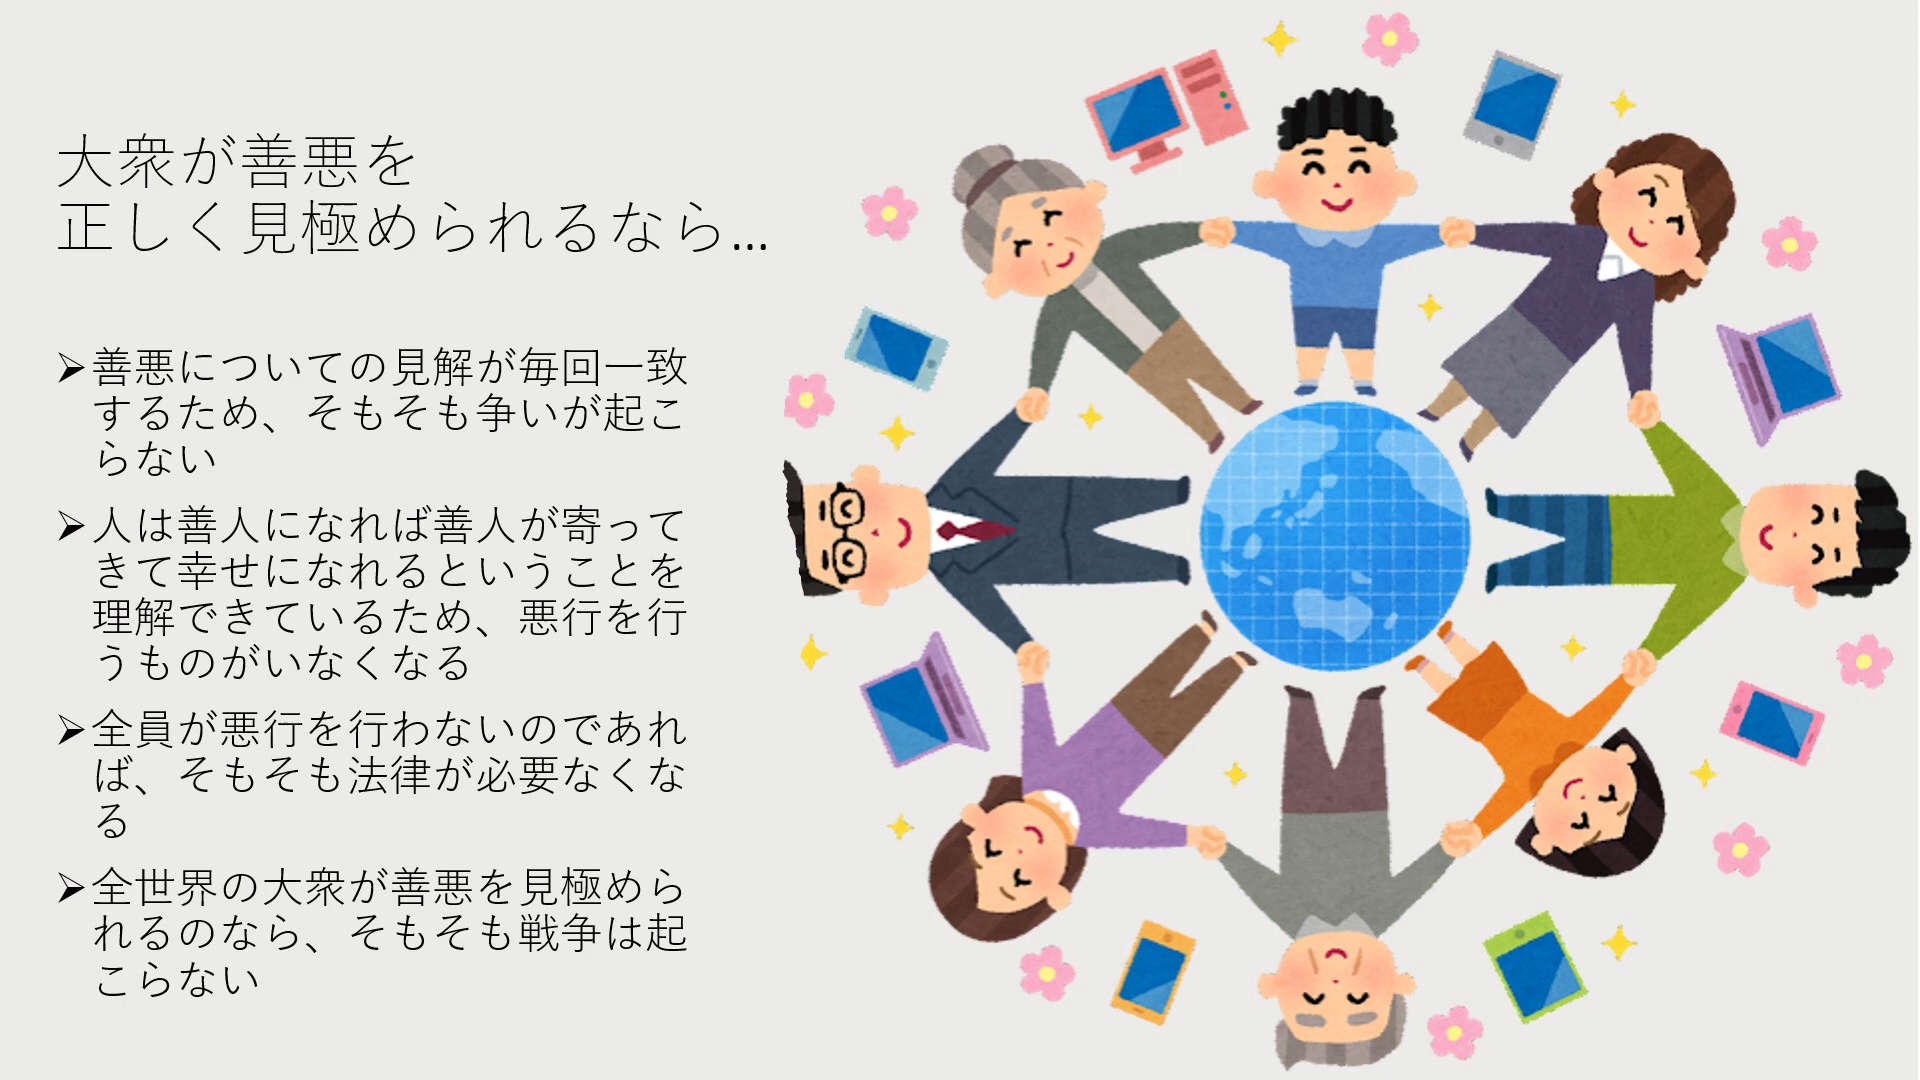 大衆が善悪を
正しく見極められるなら...
➢善悪についての見解が毎回一致
するため、そもそも争いが起こ
らない
➢人は善人になれば善人が寄って
きて幸せになれるということを
理解できているため、悪行を行
うものがいなくなる
➢全員が悪行を行わないのであれ
ば、そもそも法律が必要なくな
る
➢全世界の大衆が善悪を見極めら
れるのなら、そもそも戦争は起
こらない